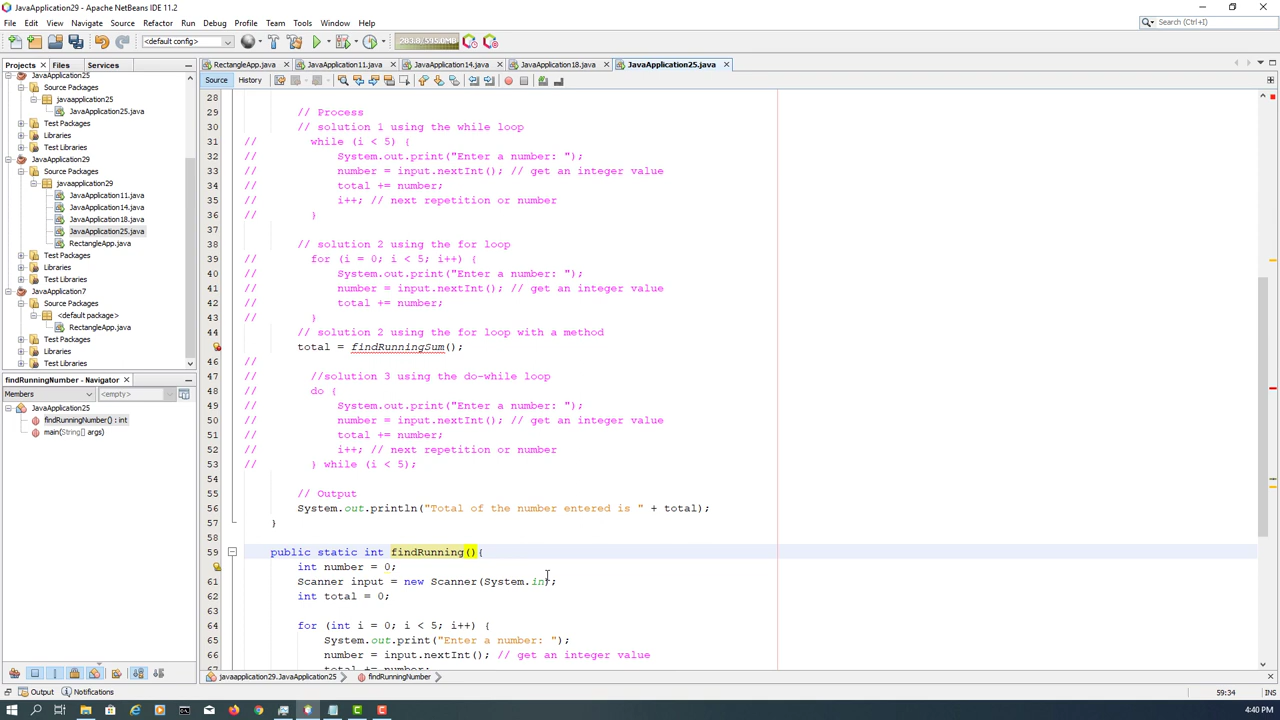 JavaApplication29 - Apache NetBeans IDE 11.2
File Edit View Navigate Source Refactor Run Debug Profile Team Tools Window Help
Search (Ctrl+I)
<default config>
283.8/595.0MB
Projects Files Services
RectangleApp.java JavaApplication11.java JavaApplication14.java JavaApplication18.java JavaApplication25.java
Source History
JavaApplication25
Source Packages
javaapplication25
JavaApplication25.java
Test Packages
Libraries
Test Libraries
JavaApplication29
Source Packages
javaapplication29
JavaApplication11.java
JavaApplication14.java
JavaApplication18.java
JavaApplication25.java
RectangleApp.java
Test Packages
Libraries
Test Libraries
JavaApplication7
Source Packages
<default package>
RectangleApp.java
Test Packages
Libraries
Test Libraries
findRunningNumber - Navigator
Members <empty>
JavaApplication25
findRunningNumber() : int
main(String[] args)
28
29 // Process
30 // solution 1 using the while loop
31 // while (i < 5) {
32 // System.out.print("Enter a number: ");
33 // number = input.nextInt(); // get an integer value
34 // total += number;
35 // i++; // next repetition or number
36 // }
37
38 // solution 2 using the for loop
39 // for (i = 0; i < 5; i++) {
40 // System.out.print("Enter a number: ");
41 // number = input.nextInt(); // get an integer value
42 // total += number;
43 // }
44 // solution 2 using the for loop with a method
total = findRunningSum();
46 //
47 // //solution 3 using the do-while loop
48 // do {
49 // System.out.print("Enter a number: ");
50 // number = input.nextInt(); // get an integer value
51 // total += number;
52 // i++; // next repetition or number
53 // } while (i < 5);
54
55 // Output
56 System.out.println("Total of the number entered is " + total);
57 }
58
59 public static int findRunning(){
int number = 0;
61 Scanner input = new Scanner(System.in);
62 int total = 0;
63
64 for (int i = 0; i < 5; i++) {
65 System.out.print("Enter a number: ");
66 number = input.nextInt(); // get an integer value
67 total += number;
javaapplication29.JavaApplication25 findRunningNumber
Output Notifications
59:34 INS
4:40 PM